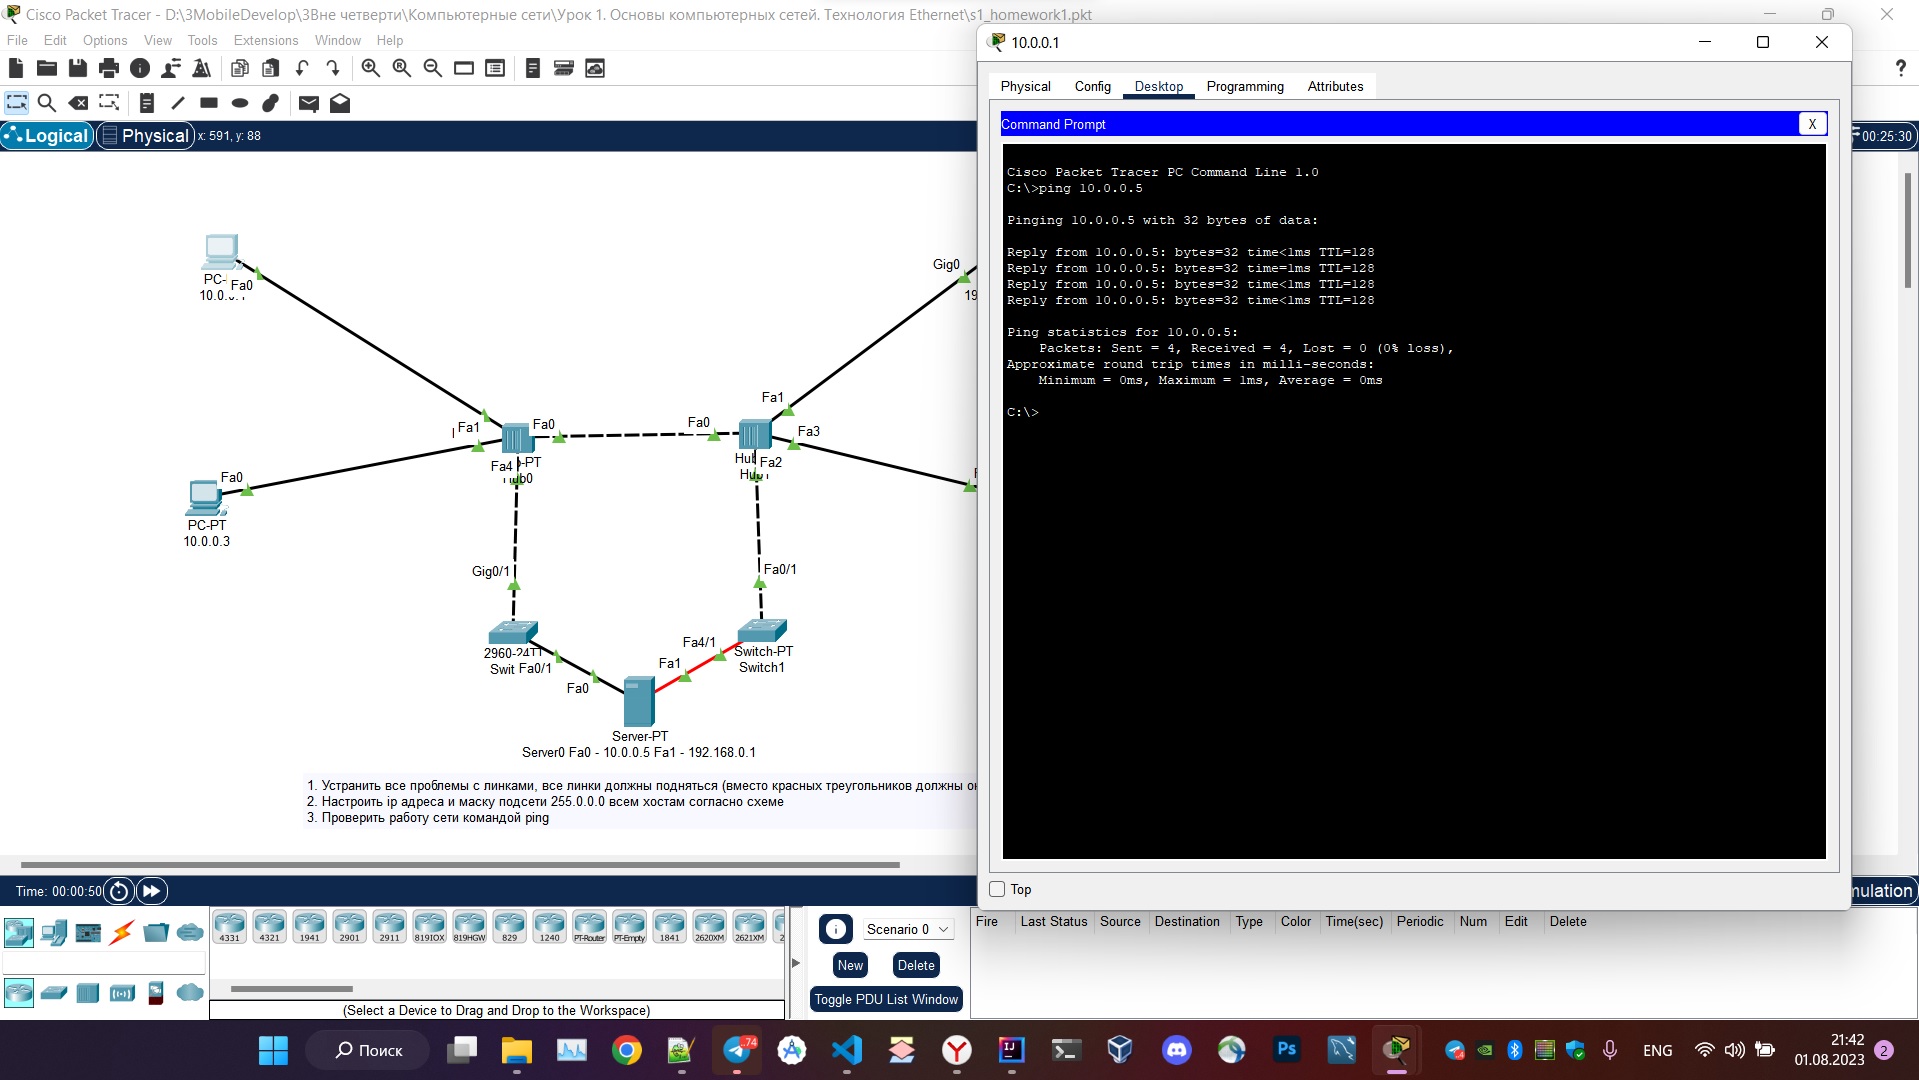 Cisco Packet Tracer - D:\3MobileDevelop\3Вне четверти\Компьютерные сети\Урок 1. Основы компьютерных сетей. Технология Ethernet\s1_homework1.pkt
File Edit Options View Tools Extensions Window Help
Logical Physical x: 591, y: 88
00:25:30
10.0.0.1
Physical Config Desktop Programming Attributes
Command Prompt X
Cisco Packet Tracer PC Command Line 1.0
C:\>ping 10.0.0.5
Pinging 10.0.0.5 with 32 bytes of data:
Reply from 10.0.0.5: bytes=32 time<1ms TTL=128
Reply from 10.0.0.5: bytes=32 time=1ms TTL=128
Reply from 10.0.0.5: bytes=32 time<1ms TTL=128
Reply from 10.0.0.5: bytes=32 time<1ms TTL=128
Ping statistics for 10.0.0.5:
Packets: Sent = 4, Received = 4, Lost = 0 (0% loss),
Approximate round trip times in milli-seconds:
Minimum = 0ms, Maximum = 1ms, Average = 0ms
C:\>
Top
PC- Fa0
Gig0
19
Fa1 Fa0
Fa0
Fa1
Fa3
Fa4
Fa2
Fa0
PC-PT
10.0.0.3
Gig0/1
Fa0/1
Fa4/1
Switch-PT
Switch1
Fa0/1
Fa1
Fa0
Server-PT
Server0 Fa0 - 10.0.0.5 Fa1 - 192.168.0.1
1. Устранить все проблемы с линками, все линки должны подняться (вместо красных треугольников должны
2. Настроить ip адреса и маску подсети 255.0.0.0 всем хостам согласно схеме
3. Проверить работу сети командой ping
Time: 00:00:50
mulation
4331 4321 1941 2901 2911 819IOX 819HGW 829 1240 PT-Router PT-Empty 1841 2620XM 2621XM 2
(Select a Device to Drag and Drop to the Workspace)
Scenario 0
New Delete
Toggle PDU List Window
Fire Last Status Source Destination Type Color Time(sec) Periodic Num Edit Delete
Поиск
74
ENG
21:42
01.08.2023
2